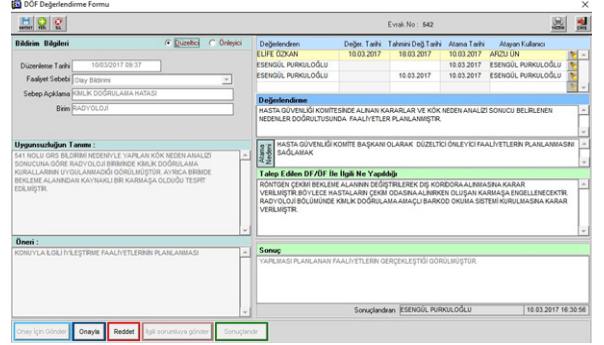 DÖF Değerlendirme Formu
KAYDET YENİ SİL
Evrak No : 542
YAZDIR ÇIKIŞ
Bildirim Bilgileri
Düzeltici Önleyici
Düzenleme Tarihi 10/03/2017 09:37
Faaliyet Sebebi Olay Bildirimi
Sebep Açıklama KİMLİK DOĞRULAMA HATASI
Birim RADYOLOJİ
Uygunsuzluğun Tanımı :
541 NOLU GRS BİLDİRİMİ NEDENİYLE YAPILAN KÖK NEDEN ANALİZİ
SONUCUNA GÖRE RADYOLOJİ BİRİMİNDE KİMLİK DOĞRULAMA
KURALLARININ UYGULANMADIĞI GÖRÜLMÜŞTÜR. AYRICA BİRİMDE
BEKLEME ALANINDAN KAYNAKLI BİR KARMAŞA OLDUĞU TESPİT
EDİLMİŞTİR.
Öneri :
KONUYLA İLGİLİ İYİLEŞTİRME FAALİYETLERİNİN PLANLANMASI
Değerlendiren Değer. Tarihi Tahmini Değ.Tarihi Atama Tarihi Atayan Kullanıcı
ELİFE ÖZKAN 10.03.2017 18.03.2017 10.03.2017 ARZU ÜN
ESENGÜL PURKULOĞLU 10.03.2017 ESENGÜL PURKULOĞLU
ESENGÜL PURKULOĞLU 10.03.2017 10.03.2017 ESENGÜL PURKULOĞLU
Değerlendirme
HASTA GÜVENLİĞİ KOMİTESİNDE ALINAN KARARLAR VE KÖK NEDEN ANALİZİ SONUCU BELİRLENEN
NEDENLER DOĞRULTUSUNDA FAALİYETLER PLANLANMIŞTIR.
Atama Nedeni
HASTA GÜVENLİĞİ KOMİTE BAŞKANI OLARAK DÜZELTİCİ ÖNLEYİCİ FAALİYETLERİN PLANLANMASINI
SAĞLAMAK
Talep Edilen DF/ÖF İle İlgili Ne Yapıldığı
RÖNTGEN ÇEKİMİ BEKLEME ALANININ DEĞİŞTİRİLEREK DIŞ KORİDORA ALINMASINA KARAR
VERİLMİŞTİR.BÖYLECE HASTALARIN ÇEKİM ODASINA ALINIRKEN OLUŞAN KARMAŞA ENGELLENECEKTİR.
RADYOLOJİ BÖLÜMÜNDE KİMLİK DOĞRULAMA AMAÇLI BARKOD OKUMA SİSTEMİ KURULMASINA KARAR
VERİLMİŞTİR.
Sonuç
YAPILMASI PLANLANAN FAALİYETLERİN GERÇEKLEŞTİĞİ GÖRÜLMÜŞTÜR.
Sonuçlandıran ESENGÜL PURKULOĞLU 10.03.2017 16:30:56
Onay İçin Gönder Onayla Reddet İlgili sorumluya gönder Sonuçlandır